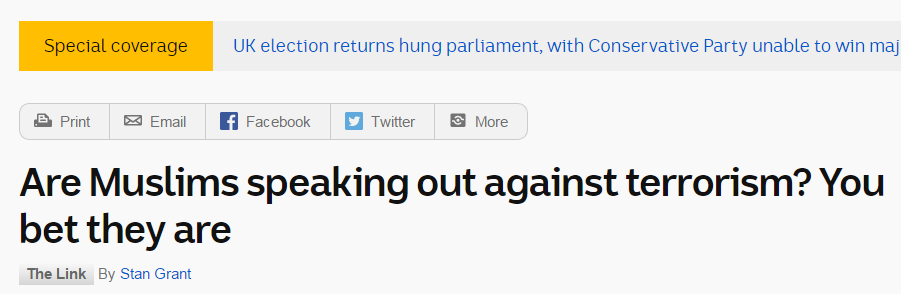 Special coverage UK election returns hung parliament, with Conservative Party unable to win maj
Print Email Facebook Twitter More
Are Muslims speaking out against terrorism? You
bet they are
The Link By Stan Grant